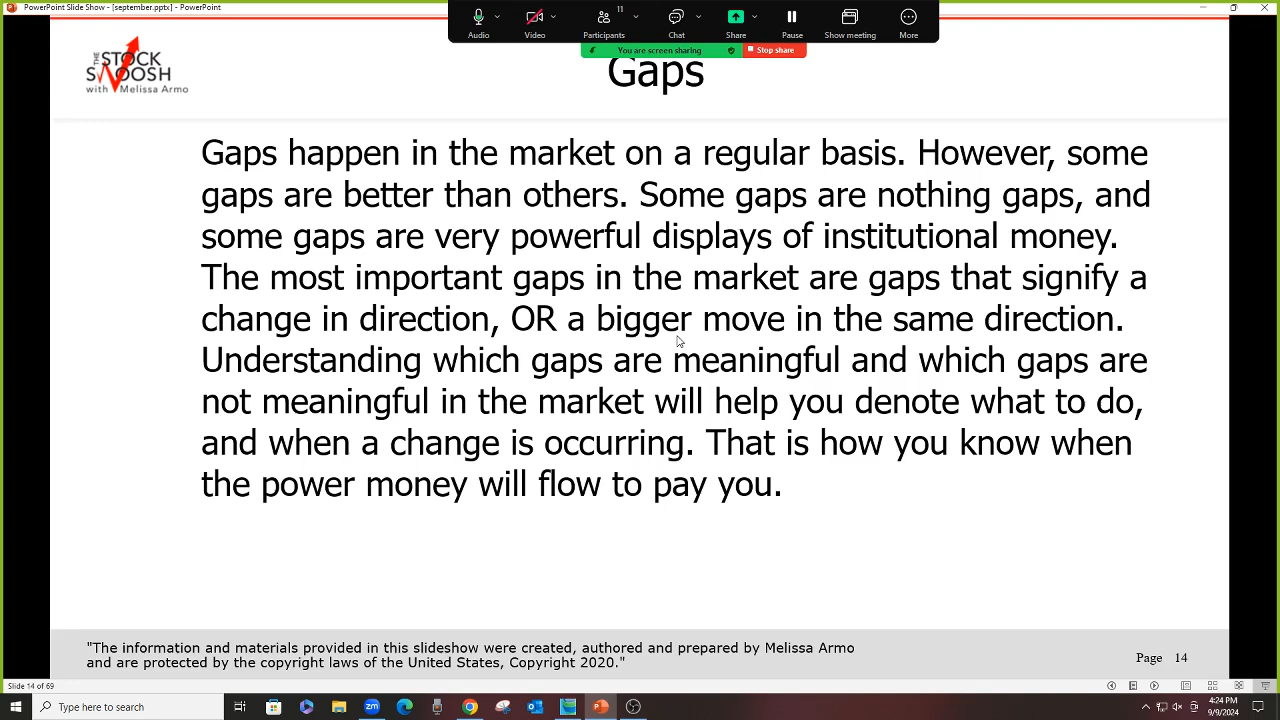 PowerPoint Slide Show - [september.pptx] - PowerPoint
11
Audio Video Participants Chat Share Pause Show meeting More
You are screen sharing Stop share
THE STOCK SWOOSH
with Melissa Armo
Gaps
Gaps happen in the market on a regular basis. However, some
gaps are better than others. Some gaps are nothing gaps, and
some gaps are very powerful displays of institutional money.
The most important gaps in the market are gaps that signify a
change in direction, OR a bigger move in the same direction.
Understanding which gaps are meaningful and which gaps are
not meaningful in the market will help you denote what to do,
and when a change is occurring. That is how you know when
the power money will flow to pay you.
"The information and materials provided in this slideshow were created, authored and prepared by Melissa Armo
and are protected by the copyright laws of the United States, Copyright 2020."
Page 14
Slide 14 of 69
Type here to search
zm
4:24 PM
9/9/2024